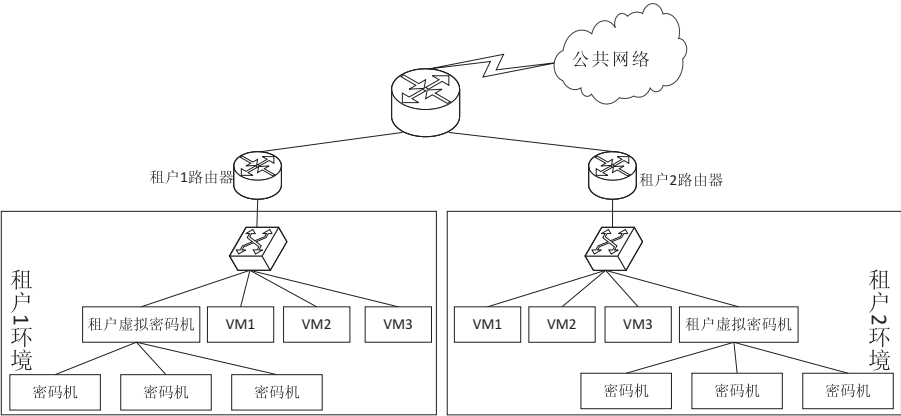 公共网络
租户1路由器
租户2路由器
租户1环境
租户虚拟密码机
VM1
VM2
VM3
密码机
密码机
密码机
VM1
VM2
VM3
租户虚拟密码机
租户2环境
密码机
密码机
密码机